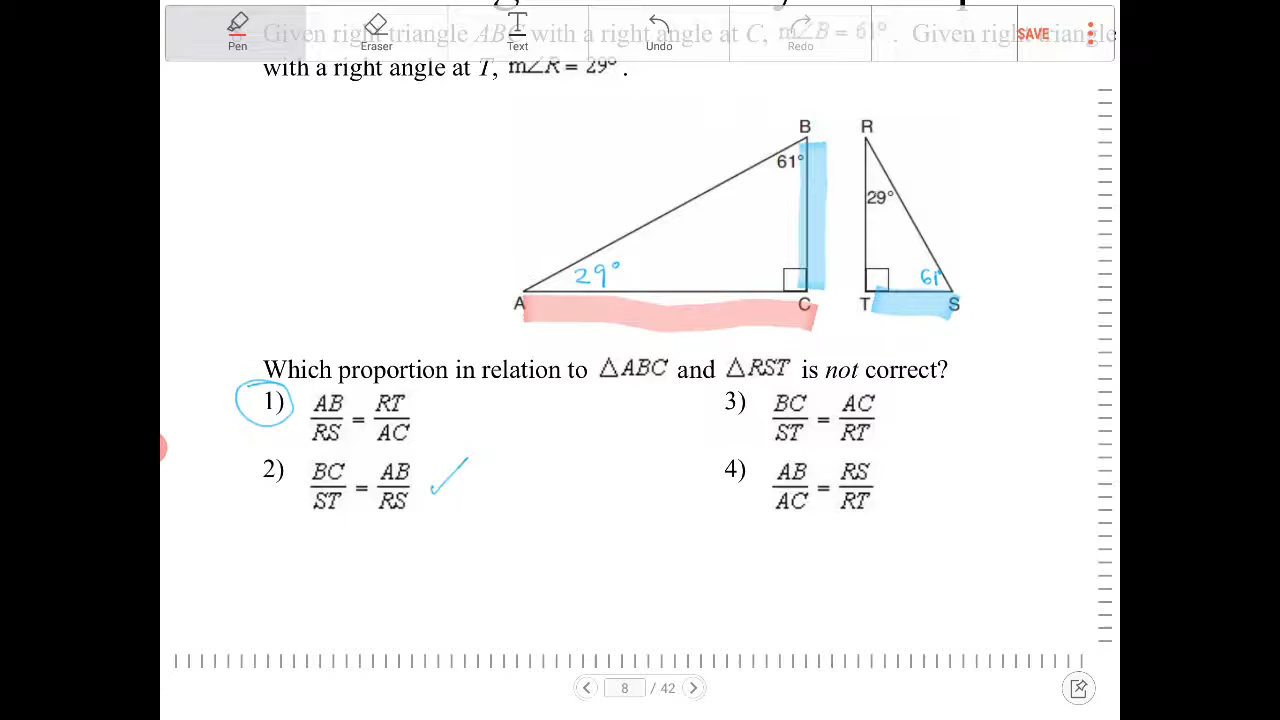 Pen Eraser Text Undo Redo SAVE
Given right triangle ABC with a right angle at C, m∠B = 61°. Given right triangle
with a right angle at T, m∠R = 29°.
B R
61°
29°
29° 61°
A C T S
Which proportion in relation to △ABC and △RST is not correct?
1) AB/RS = RT/AC 3) BC/ST = AC/RT
2) BC/ST = AB/RS ✓ 4) AB/AC = RS/RT
8 / 42